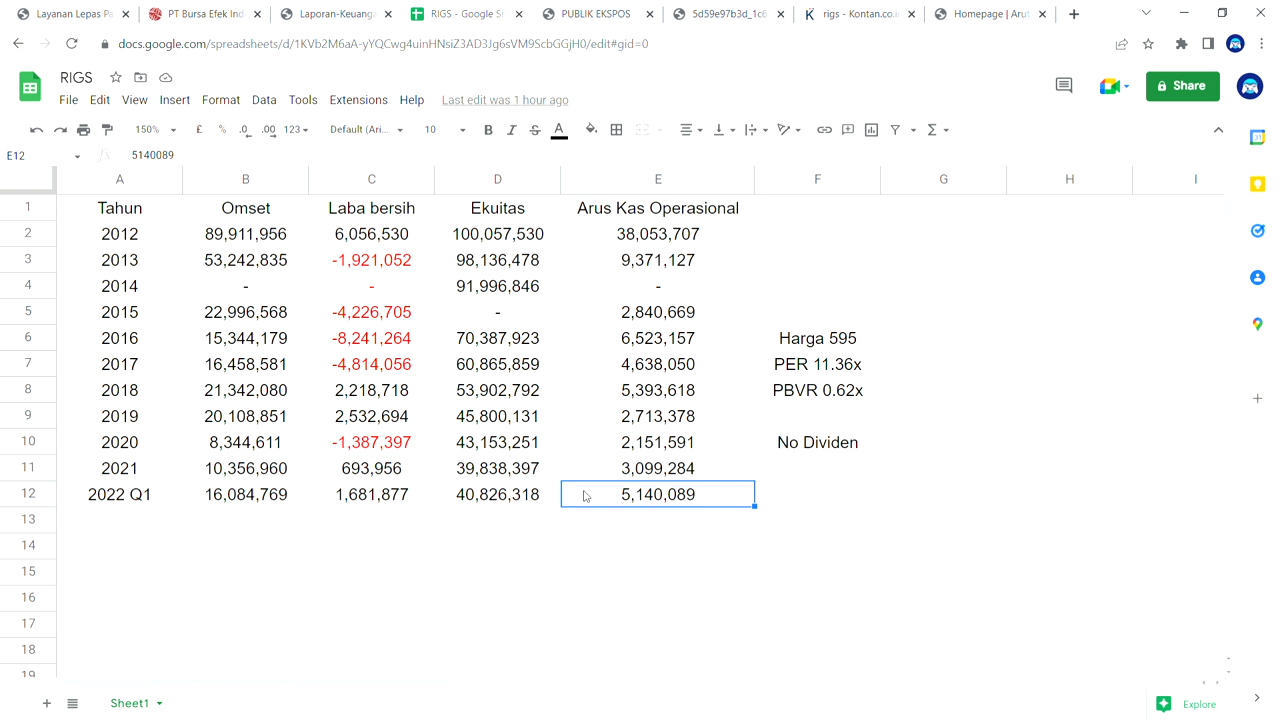 Layanan Lepas Pa
PT Bursa Efek Ind
Laporan-Keuang
RIGS - Google S
PUBLIK EKSPOS
5d59e97b3d_1c6
rigs - Kontan.co.i
Homepage | Arut
docs.google.com/spreadsheets/d/1KVb2M6aA-yYQCwg4uinHNsiZ3AD3Jg6sVM9ScbGGjH0/edit#gid=0
RIGS
File Edit View Insert Format Data Tools Extensions Help Last edit was 1 hour ago
Share
150% £ % .0 .00 123 Default (Ari... 10 B I S A
E12 fx 5140089
A B C D E F G H I
1 Tahun Omset Laba bersih Ekuitas Arus Kas Operasional
2 2012 89,911,956 6,056,530 100,057,530 38,053,707
3 2013 53,242,835 -1,921,052 98,136,478 9,371,127
4 2014 - - 91,996,846 -
5 2015 22,996,568 -4,226,705 - 2,840,669
6 2016 15,344,179 -8,241,264 70,387,923 6,523,157 Harga 595
7 2017 16,458,581 -4,814,056 60,865,859 4,638,050 PER 11.36x
8 2018 21,342,080 2,218,718 53,902,792 5,393,618 PBVR 0.62x
9 2019 20,108,851 2,532,694 45,800,131 2,713,378
10 2020 8,344,611 -1,387,397 43,153,251 2,151,591 No Dividen
11 2021 10,356,960 693,956 39,838,397 3,099,284
12 2022 Q1 16,084,769 1,681,877 40,826,318 5,140,089
13
14
15
16
17
18
19
Sheet1
Explore